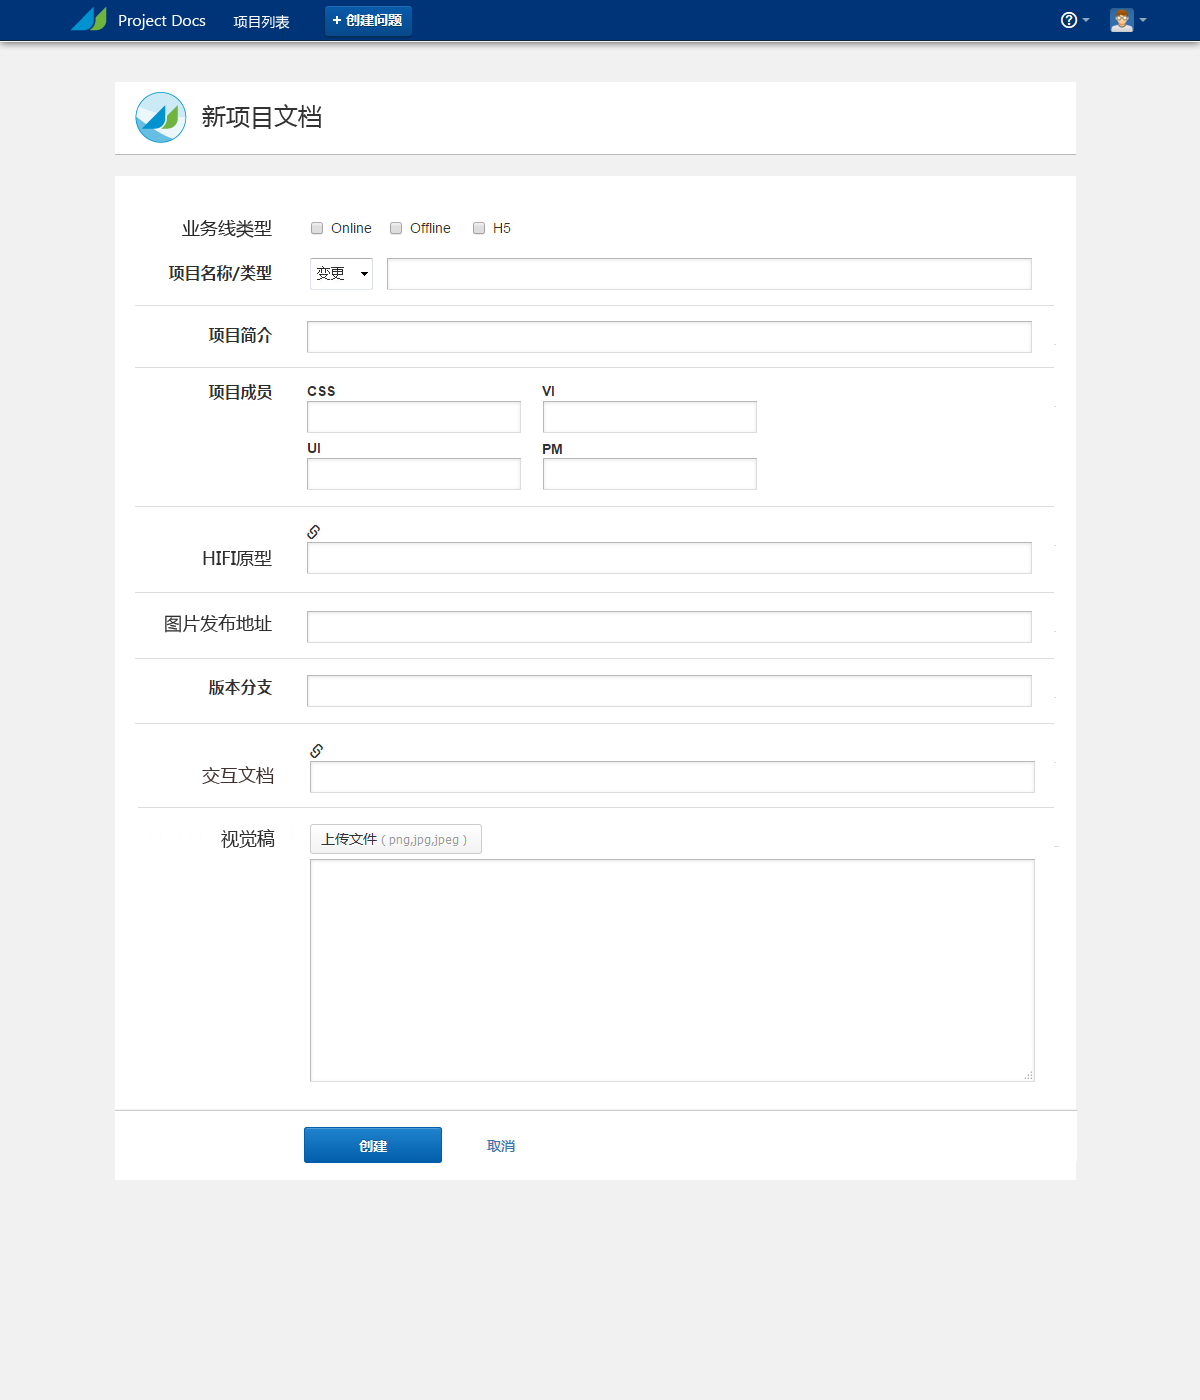 Project Docs 项目列表 + 创建问题
新项目文档
业务线类型 Online Offline H5
项目名称/类型 变更
项目简介
项目成员 CSS VI
UI PM
HIFI原型
图片发布地址
版本分支
交互文档
视觉稿 上传文件 ( png,jpg,jpeg )
创建 取消